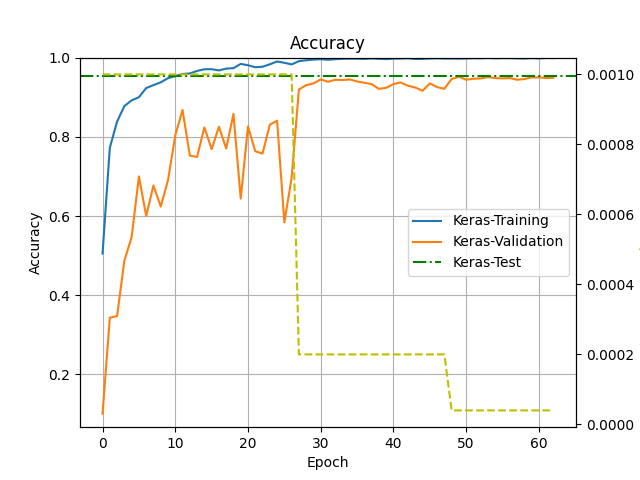 Accuracy
1.0
0.8
0.6
0.4
0.2
Accuracy
0.0010
0.0008
0.0006
0.0004
0.0002
0.0000
Keras-Training
Keras-Validation
Keras-Test
0 10 20 30 40 50 60
Epoch